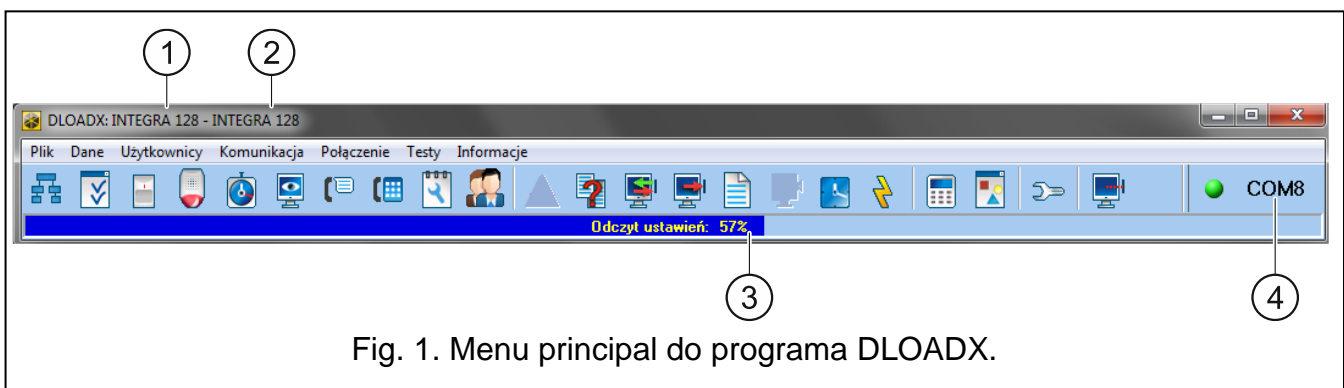 1 2
DLOADX: INTEGRA 128 - INTEGRA 128
Plik Dane Użytkownicy Komunikacja Połączenie Testy Informacje
COM8
Odczyt ustawień: 57%
3 4
Fig. 1. Menu principal do programa DLOADX.